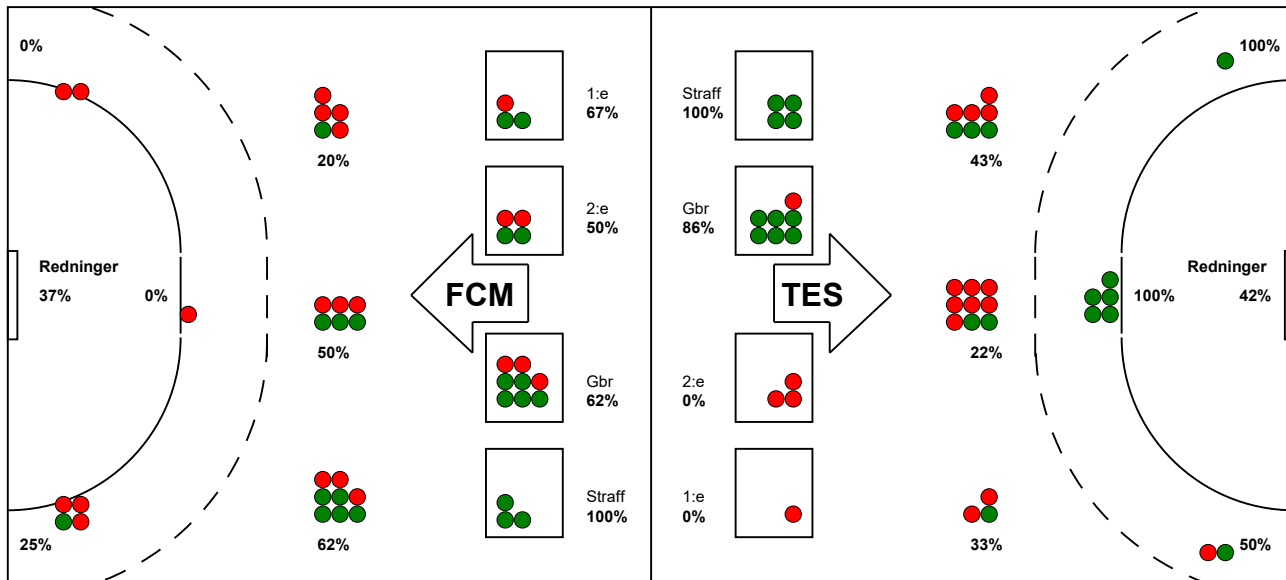 0%
1:e
67%
Straff
100%
100%
20%
43%
2:e
50%
Gbr
86%
Redninger
37%
0%
FCM
TES
100%
Redninger
42%
50%
22%
Gbr
62%
2:e
0%
Straff
100%
1:e
0%
25%
62%
33%
50%